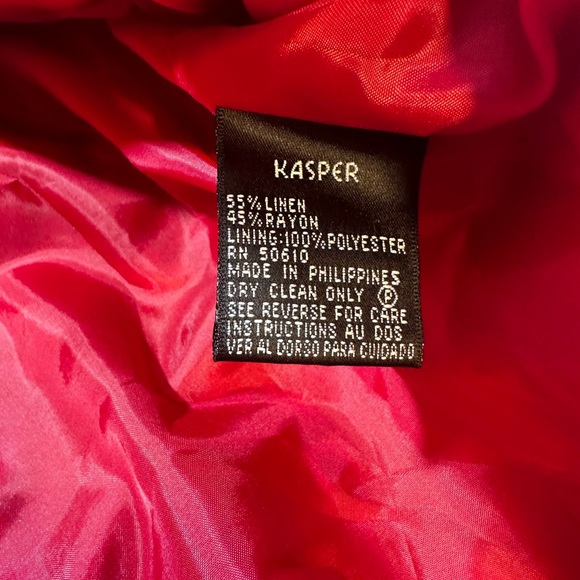 KASPER
55% LINEN
45% RAYON
LINING:100% POLYESTER
RN 50610
MADE IN PHILIPPINES
DRY CLEAN ONLY Ⓟ
SEE REVERSE FOR CARE
INSTRUCTIONS AU DOS
VER AL DORSO PARA CUIDADO